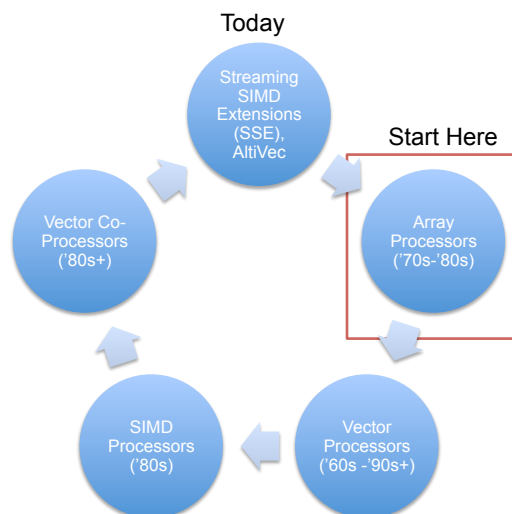 Today
Streaming
SIMD
Extensions
(SSE),
AltiVec
Start Here
Array
Processors
('70s-'80s)
Vector
Processors
('60s -'90s+)
SIMD
Processors
('80s)
Vector Co-
Processors
('80s+)